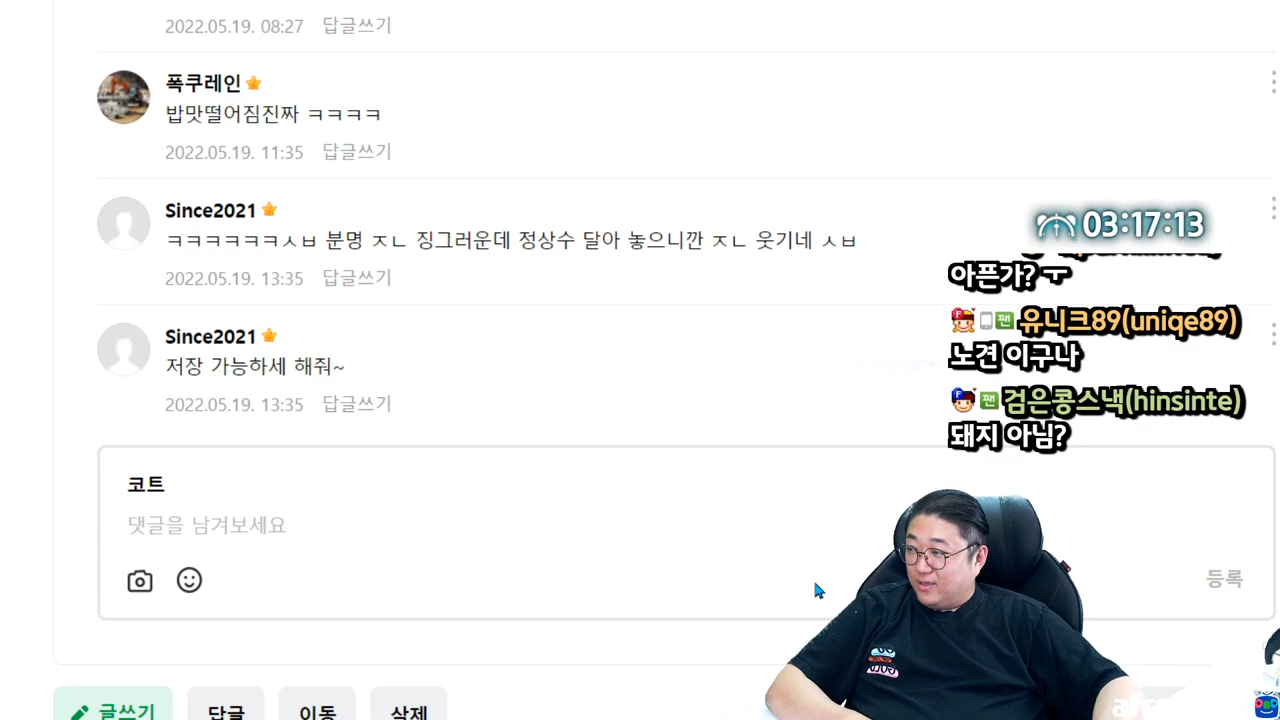 2022.05.19. 08:27 답글쓰기
폭쿠레인
밥맛떨어짐진짜 ㅋㅋㅋㅋ
2022.05.19. 11:35 답글쓰기
Since2021
ㅋㅋㅋㅋㅋㅋㅅㅂ 분명 ㅈㄴ 징그러운데 정상수 달아 놓으니깐 ㅈㄴ 웃기네 ㅅㅂ
2022.05.19. 13:35 답글쓰기
Since2021
저장 가능하세 해줘~
2022.05.19. 13:35 답글쓰기
03:17:13
아픈가? ㅜ
유니크89(uniqe89)
노견 이구나
검은콩스낵(hinsinte)
돼지 아님?
코트
댓글을 남겨보세요
등록
글쓰기 답글 이동 삭제